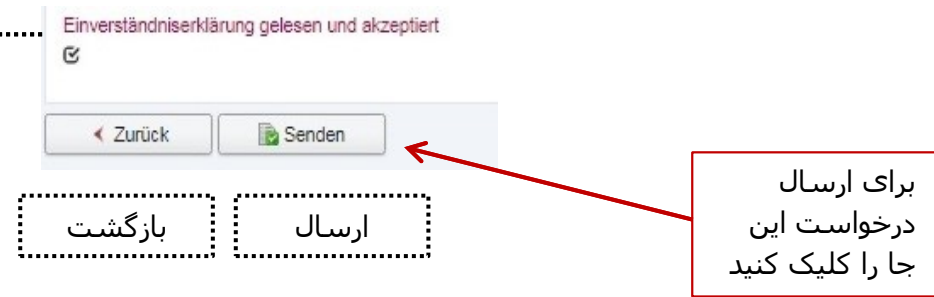 Einverständniserklärung gelesen und akzeptiert
Zurück
Senden
بازگشت
ارسال
برای ارسال
درخواست این
جا را کلیک کنید